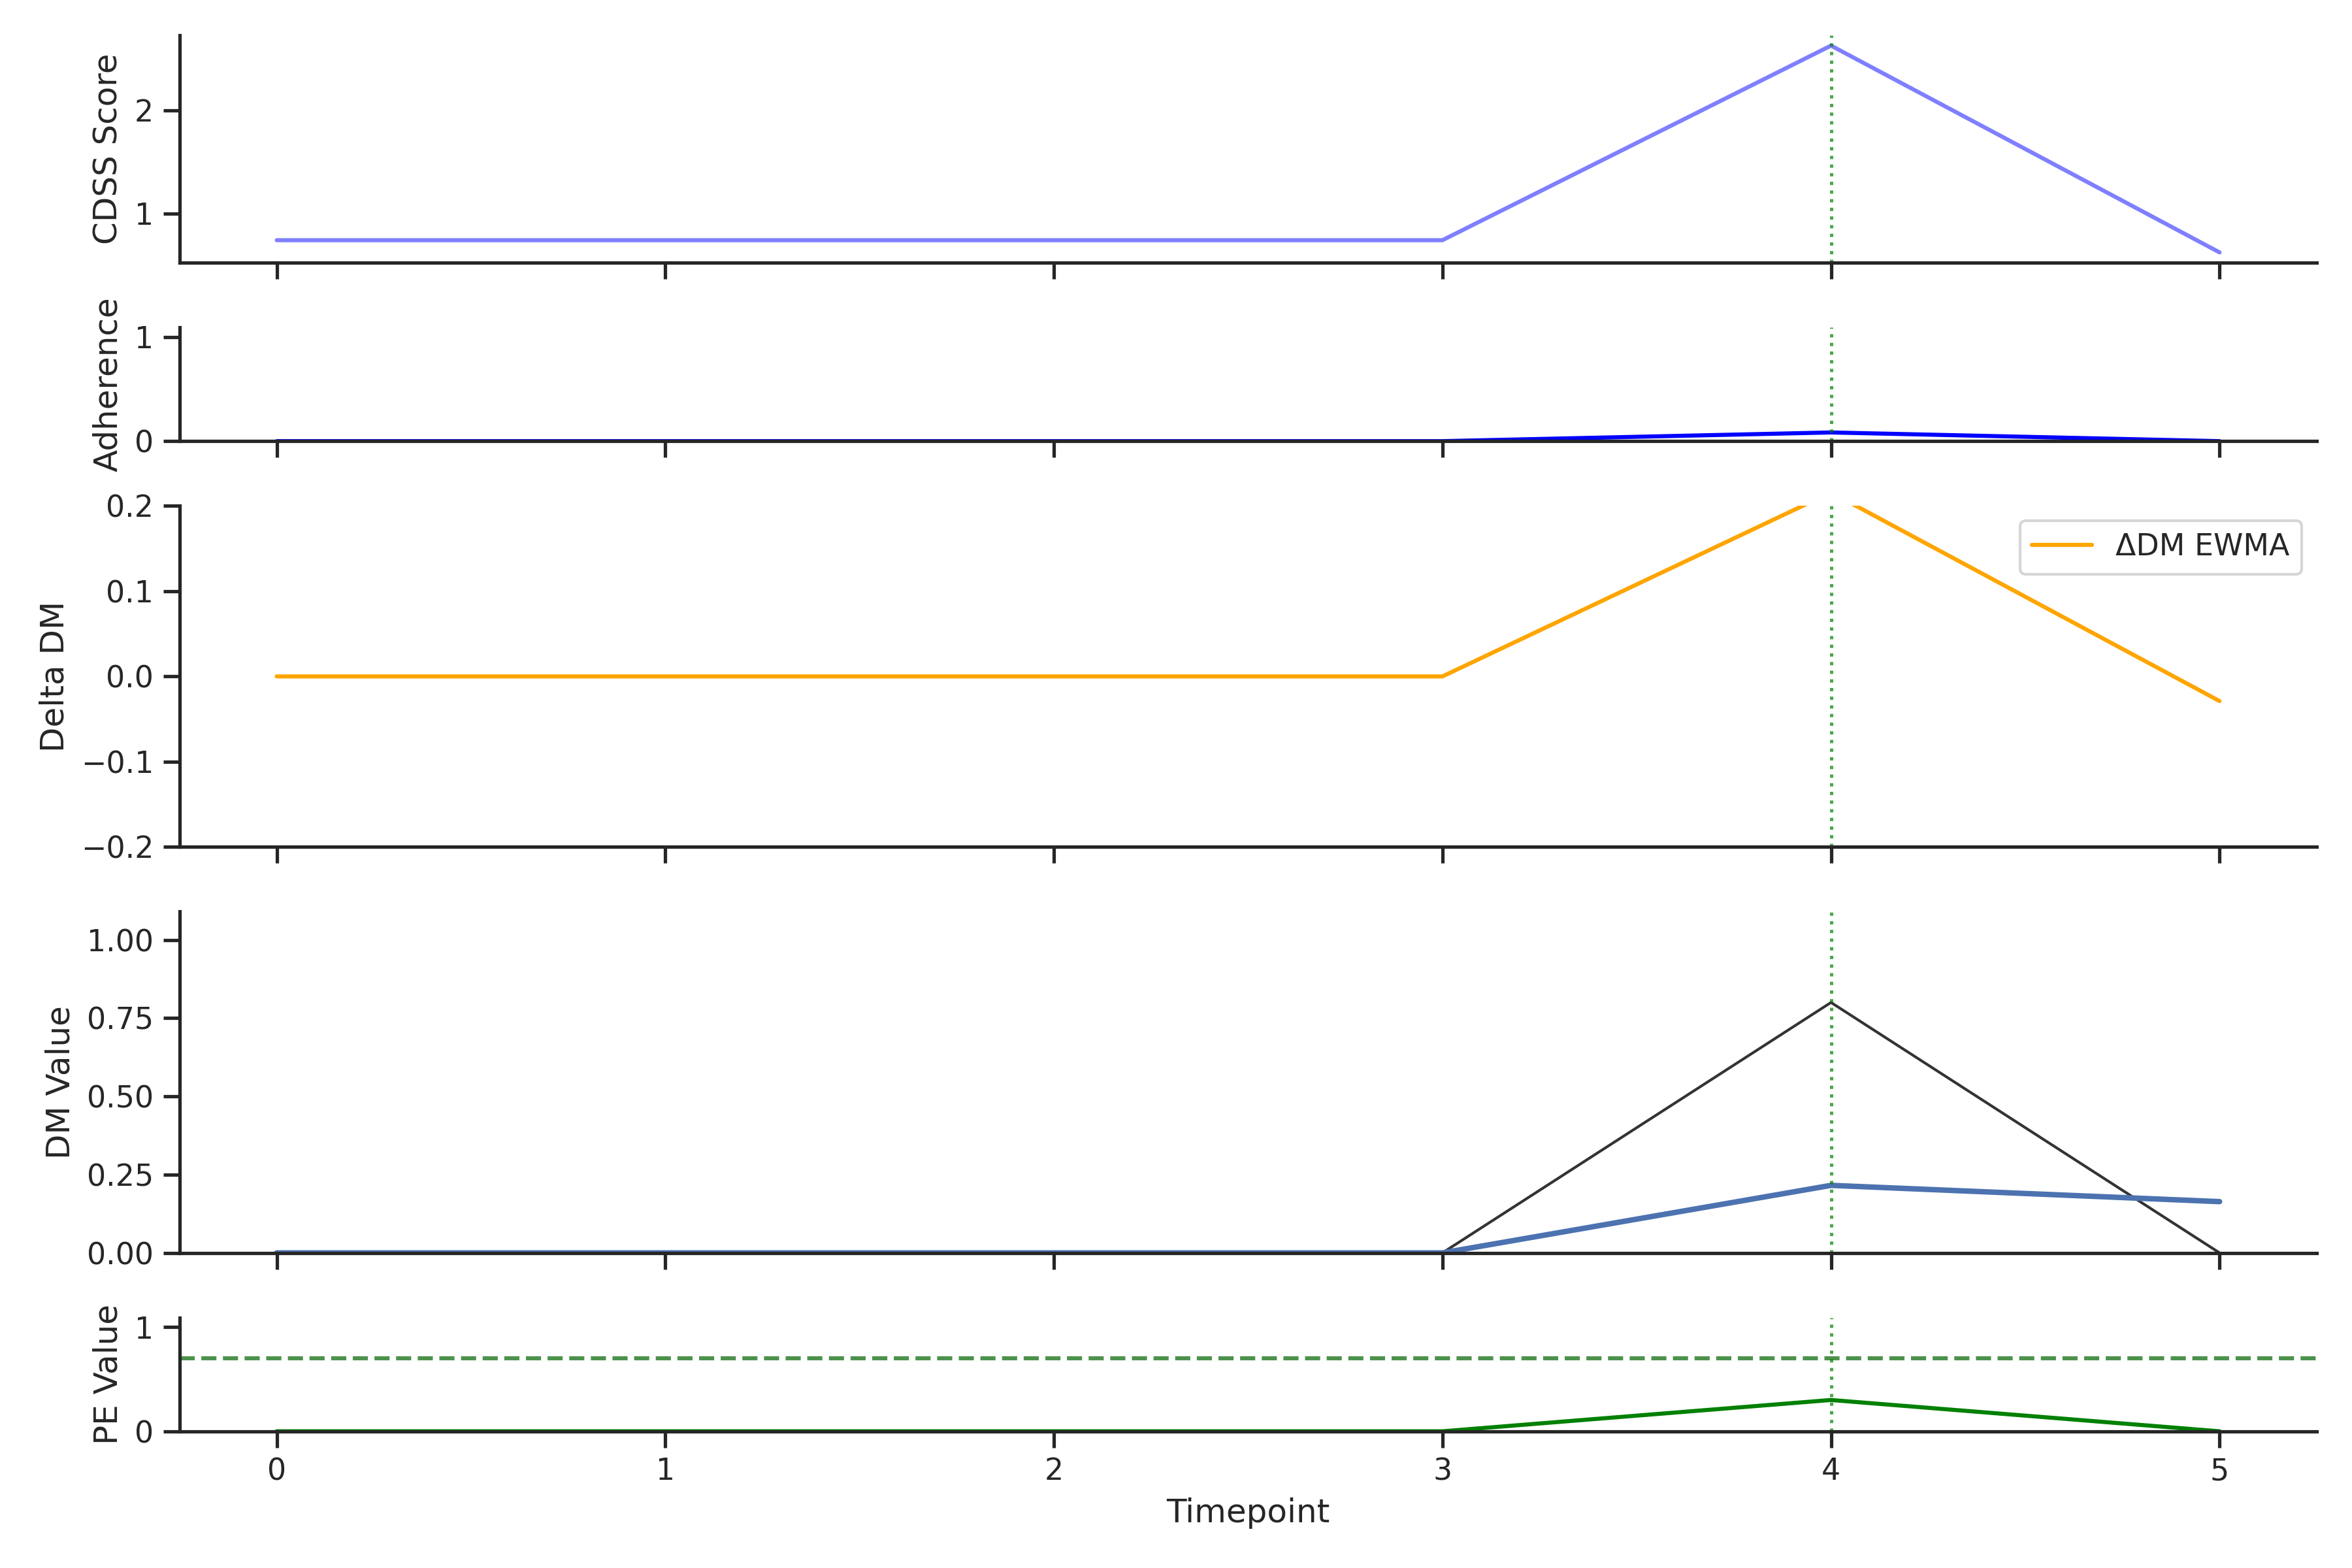 CDSS Score
2
1
Adherence
1
0
Delta DM
0.2
0.1
0.0
−0.1
−0.2
ΔDM EWMA
DM Value
1.00
0.75
0.50
0.25
0.00
PE Value
1
0
0 1 2 3 4 5
Timepoint